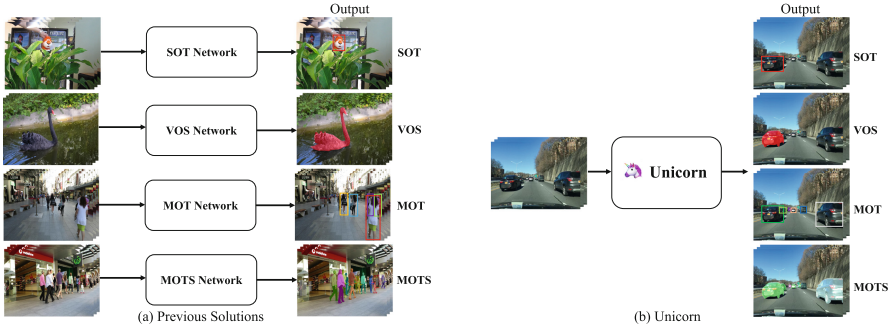 Output
SOT Network
SOT
VOS Network
VOS
MOT Network
MOT
MOTS Network
MOTS
(a) Previous Solutions
Output
SOT
VOS
Unicorn
MOT
MOTS
(b) Unicorn